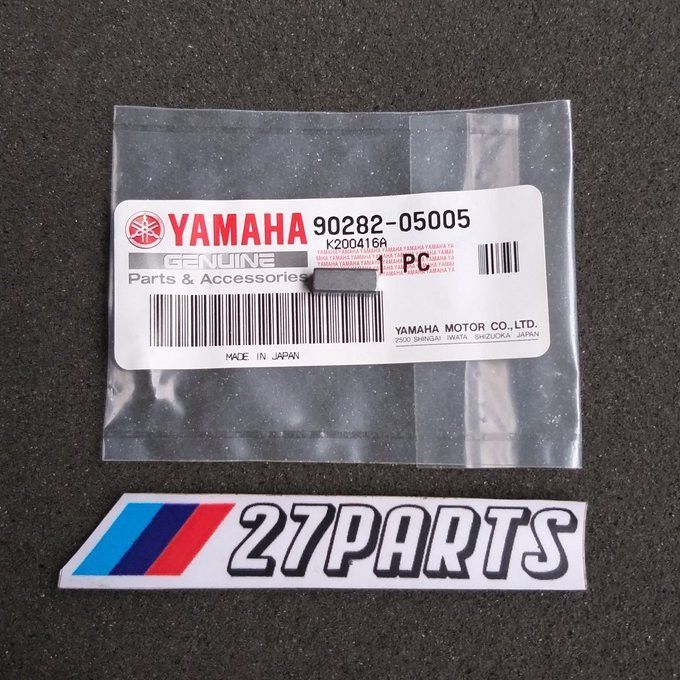 YAMAHA 90282-05005
K200416A
GENUINE
Parts & Accessories
1 PC
YAMAHA MOTOR CO.,LTD.
2500 SHINGAI IWATA SHIZUOKA JAPAN
MADE IN JAPAN
27PARTS